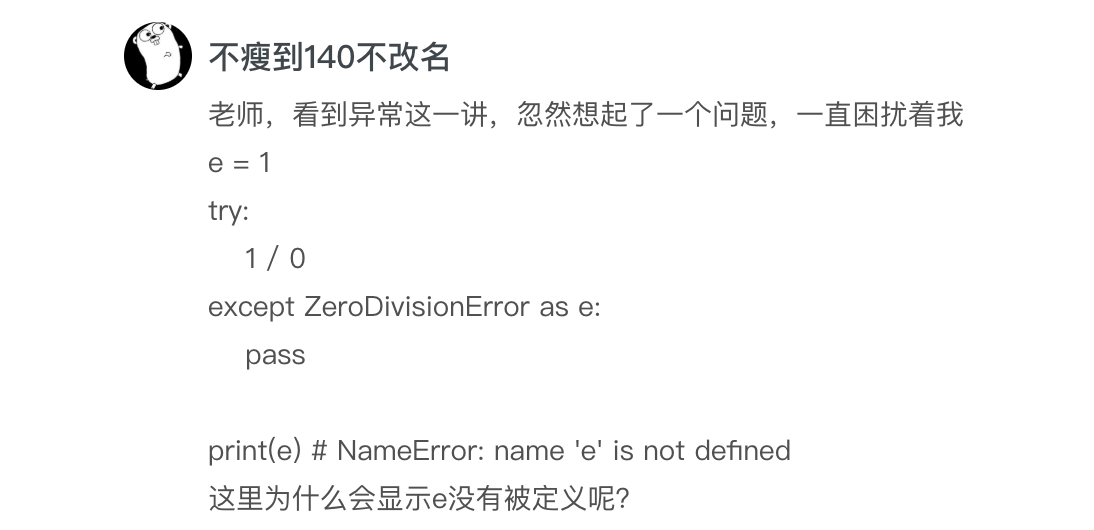 不瘦到140不改名
老师，看到异常这一讲，忽然想起了一个问题，一直困扰着我
e = 1
try:
    1 / 0
except ZeroDivisionError as e:
    pass
print(e) # NameError: name 'e' is not defined
这里为什么会显示e没有被定义呢？